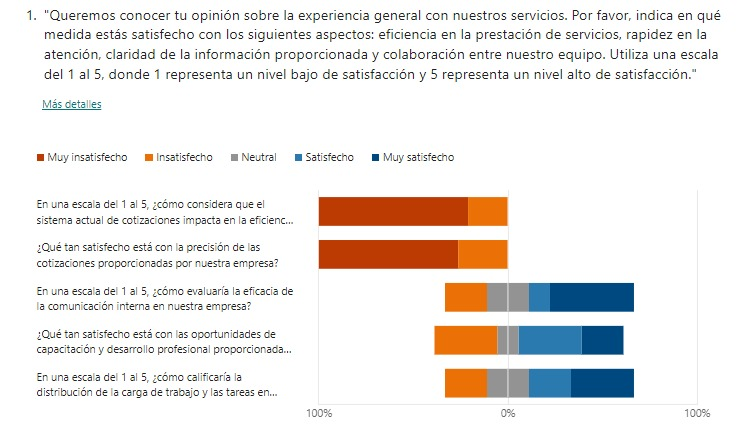 1. "Queremos conocer tu opinión sobre la experiencia general con nuestros servicios. Por favor, indica en qué
medida estás satisfecho con los siguientes aspectos: eficiencia en la prestación de servicios, rapidez en la
atención, claridad de la información proporcionada y colaboración entre nuestro equipo. Utiliza una escala
del 1 al 5, donde 1 representa un nivel bajo de satisfacción y 5 representa un nivel alto de satisfacción."
Más detalles
Muy insatisfecho Insatisfecho Neutral Satisfecho Muy satisfecho
En una escala del 1 al 5, ¿cómo considera que el
sistema actual de cotizaciones impacta en la eficienc...
¿Qué tan satisfecho está con la precisión de las
cotizaciones proporcionadas por nuestra empresa?
En una escala del 1 al 5, ¿cómo evaluaría la eficacia de
la comunicación interna en nuestra empresa?
¿Qué tan satisfecho está con las oportunidades de
capacitación y desarrollo profesional proporcionada...
En una escala del 1 al 5, ¿cómo calificaría la
distribución de la carga de trabajo y las tareas en...
100% 0% 100%